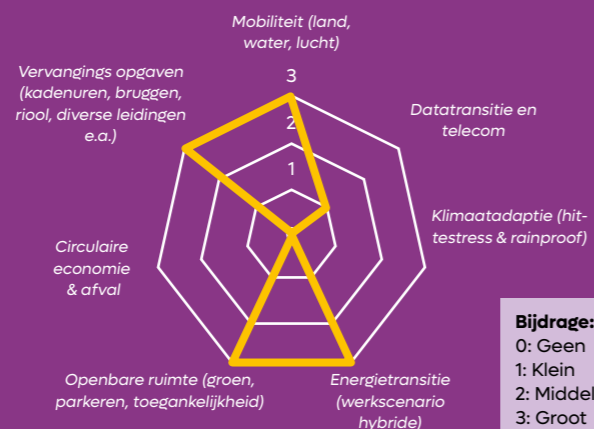 Mobiliteit (land,
water, lucht)
Vervangings opgaven
(kadenuren, bruggen,
riool, diverse leidingen
e.a.)
3
2
1
Datatransitie en
telecom
Klimaatadaptie (hit-
testress & rainproof)
Circulaire
economie
& afval
Openbare ruimte (groen,
parkeren, toegankelijkheid)
Energietransitie
(werkscenario
hybride)
Bijdrage:
0: Geen
1: Klein
2: Middel
3: Groot